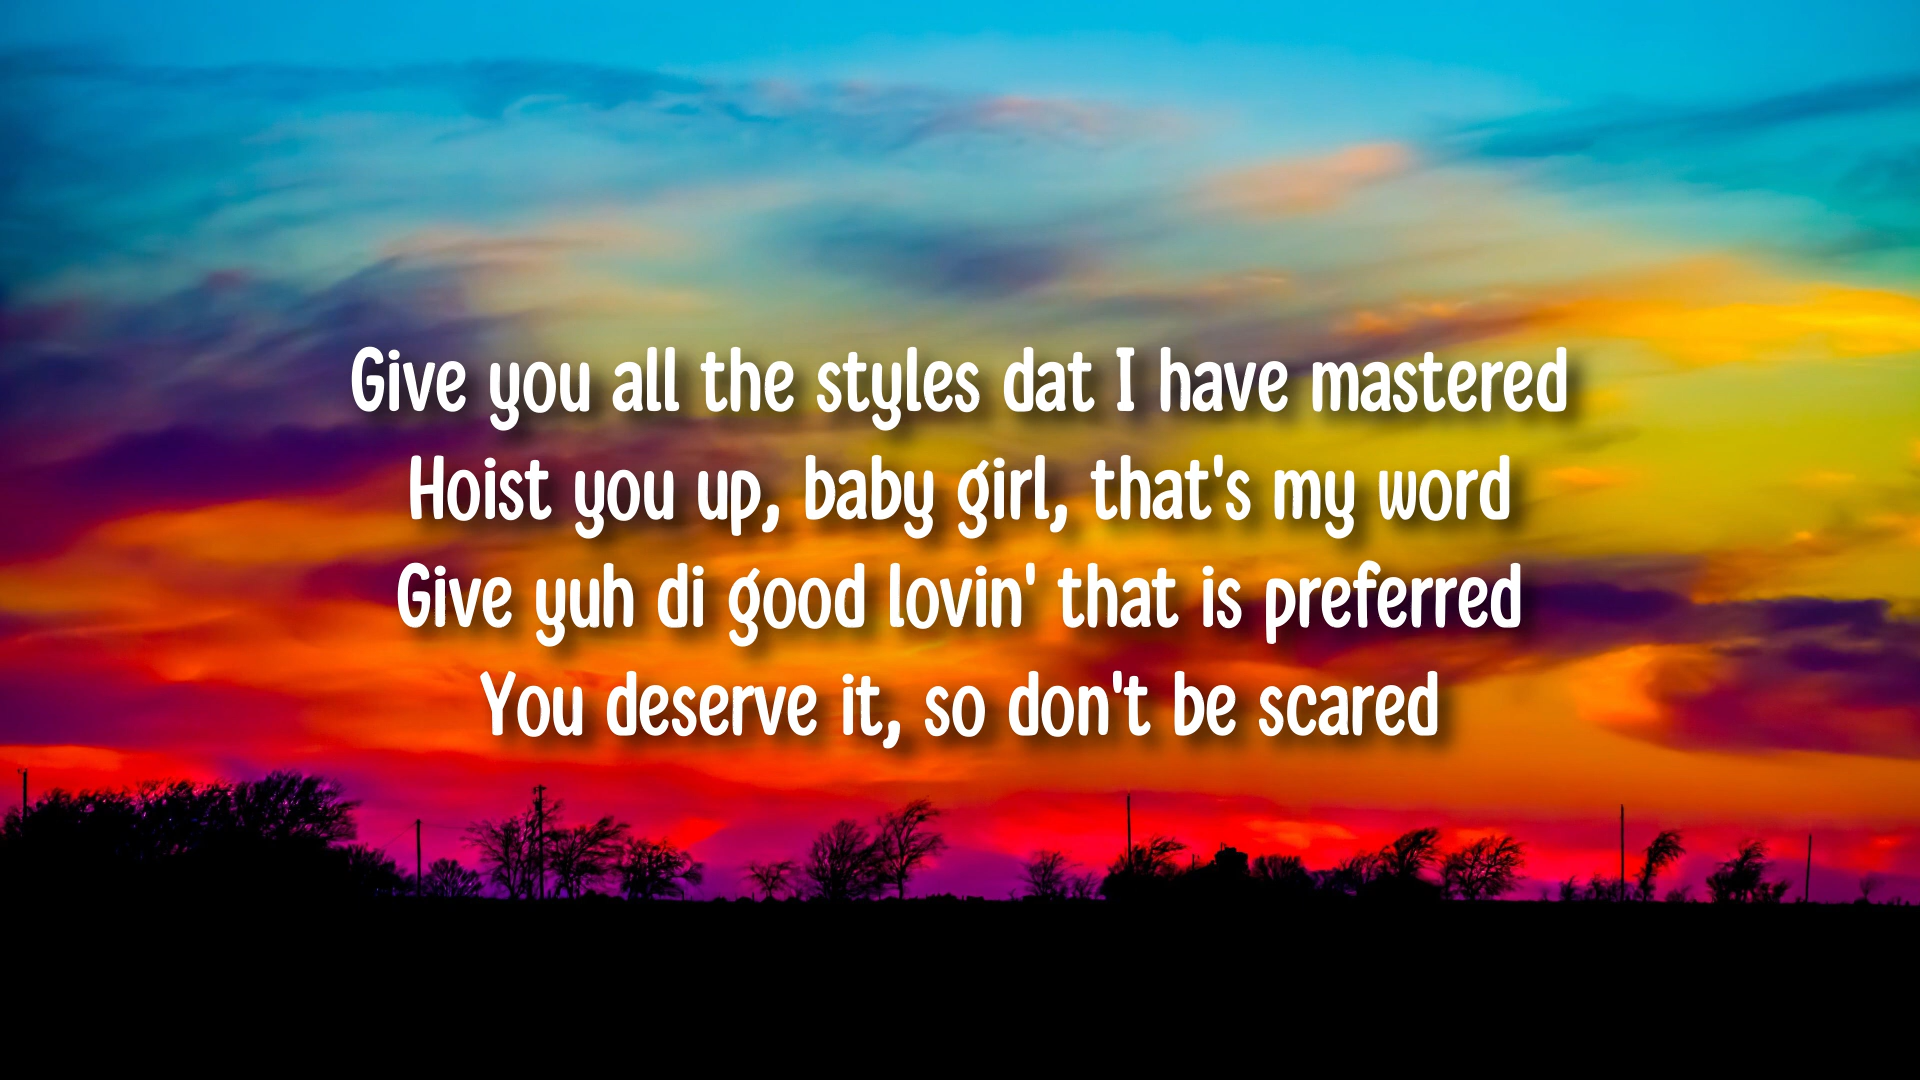 Give you all the styles dat I have mastered
Hoist you up, baby girl, that's my word
Give yuh di good lovin' that is preferred
You deserve it, so don't be scared